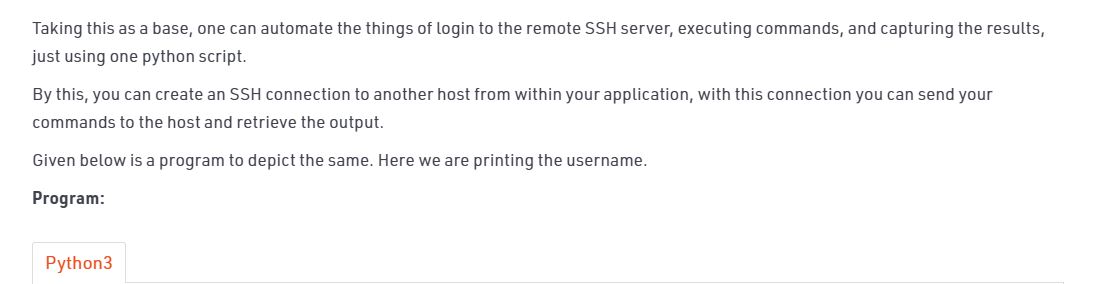 Taking this as a base, one can automate the things of login to the remote SSH server, executing commands, and capturing the results,
just using one python script.
By this, you can create an SSH connection to another host from within your application, with this connection you can send your
commands to the host and retrieve the output.
Given below is a program to depict the same. Here we are printing the username.
Program:
Python3